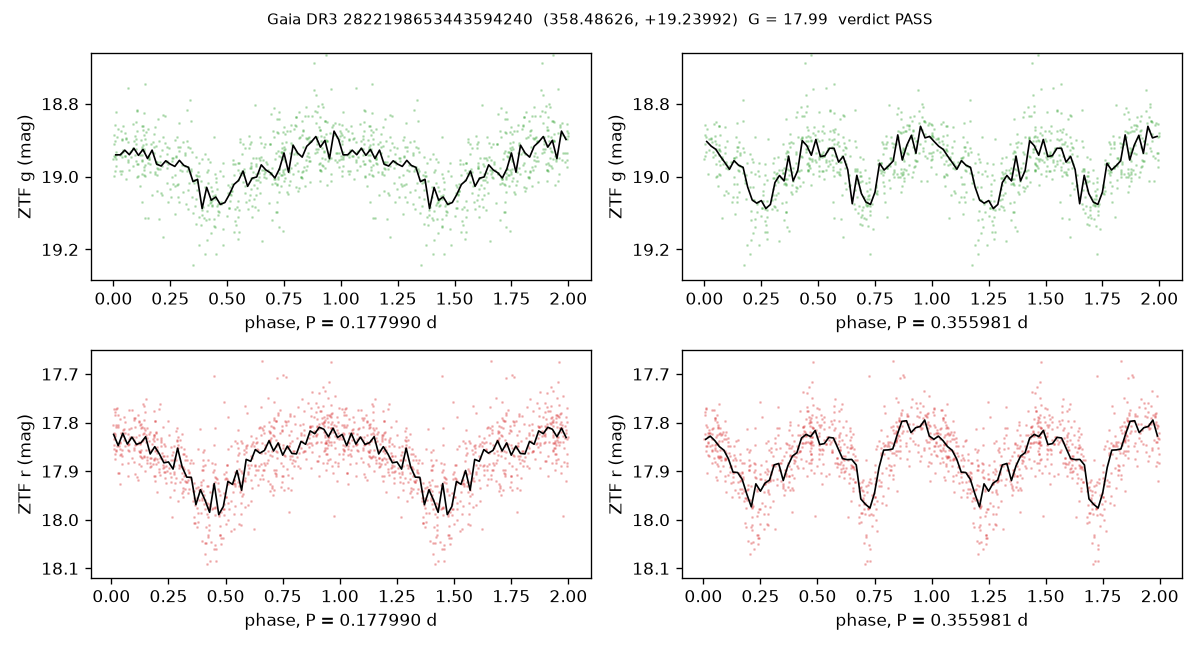 Gaia DR3 2822198653443594240 (358.48626, +19.23992) G = 17.99 verdict PASS
ZTF g (mag)
18.8
19.0
19.2
0.00 0.25 0.50 0.75 1.00 1.25 1.50 1.75 2.00
phase, P = 0.177990 d
ZTF g (mag)
18.8
19.0
19.2
0.00 0.25 0.50 0.75 1.00 1.25 1.50 1.75 2.00
phase, P = 0.355981 d
ZTF r (mag)
17.7
17.8
17.9
18.0
18.1
0.00 0.25 0.50 0.75 1.00 1.25 1.50 1.75 2.00
phase, P = 0.177990 d
ZTF r (mag)
17.7
17.8
17.9
18.0
18.1
0.00 0.25 0.50 0.75 1.00 1.25 1.50 1.75 2.00
phase, P = 0.355981 d